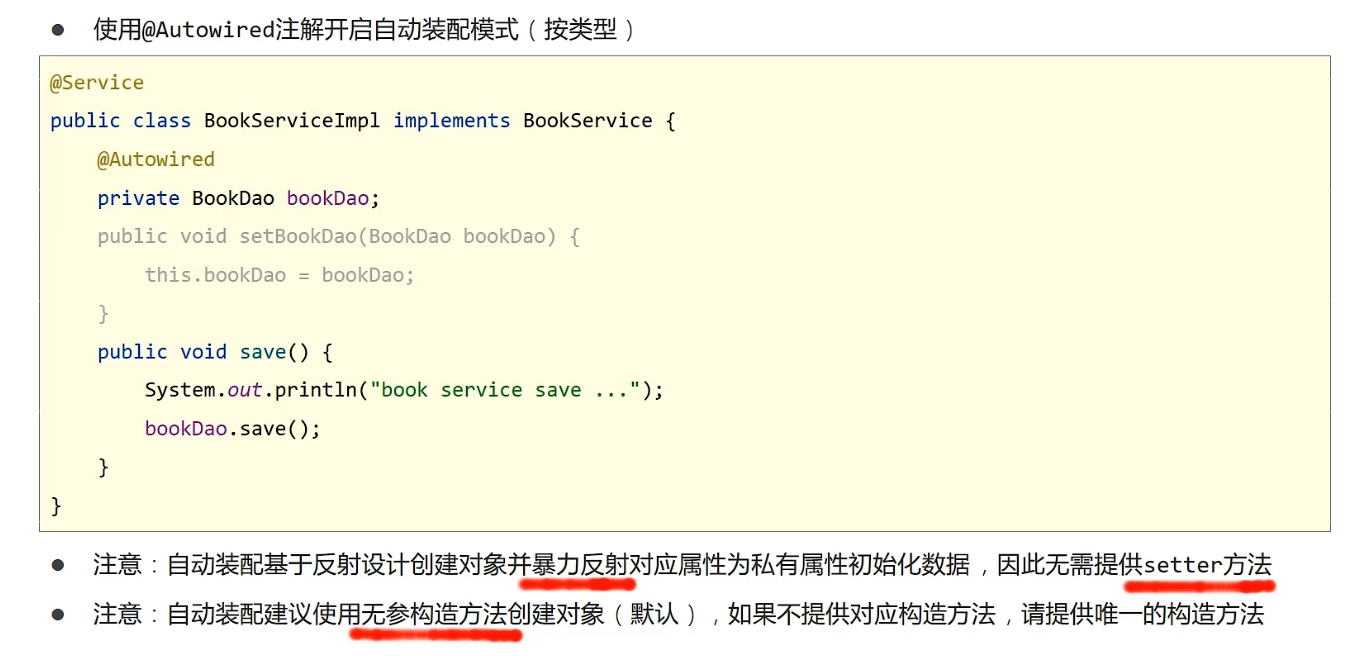 ● 使用@Autowired注解开启自动装配模式（按类型）
@Service
public class BookServiceImpl implements BookService {
    @Autowired
    private BookDao bookDao;
    public void setBookDao(BookDao bookDao) {
        this.bookDao = bookDao;
    }
    public void save() {
        System.out.println("book service save ...");
        bookDao.save();
    }
}
● 注意：自动装配基于反射设计创建对象并暴力反射对应属性为私有属性初始化数据，因此无需提供setter方法
● 注意：自动装配建议使用无参构造方法创建对象（默认），如果不提供对应构造方法，请提供唯一的构造方法